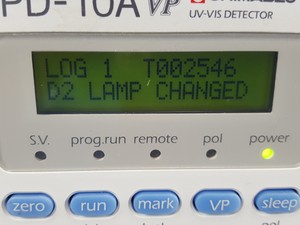 PD-10A VP
UV-VIS DETECTOR
LOG 1 T002546
D2 LAMP CHANGED
S.V. prog.run remote pol power
zero run mark VP sleep